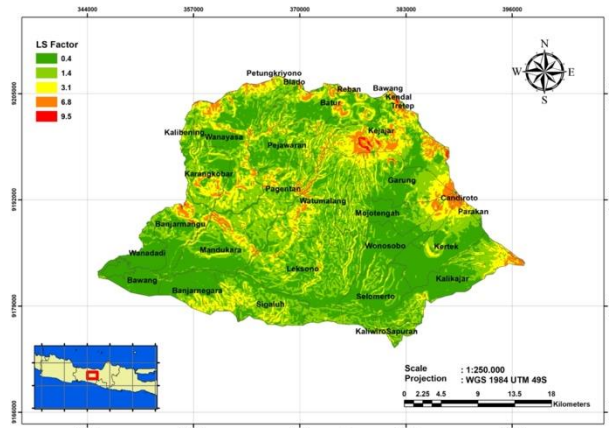 344000 357000 370000 383000 396000
LS Factor
0.4
1.4
3.1
6.8
9.5
N
W E
S
9205000
9192000
9179000
9166000
Petungkriyono
Blado
Rehan
Bawang
Batur
Kendal
Tretep
Kalibening
Wanayasa
Kejajar
Pejawaran
Karangkobar
Garung
Pagentan
Candiroto
Watumalang
Banjarmangu
Mojotengah
Parakan
Wanadadi
Mandukara
Wonosobo
Kertek
Bawang
Banjarnegara
Lessono
Kalikajar
Sigaluh
Selomerto
Kaliwiro
Sapuran
Scale : 1:250.000
Projection : WGS 1984 UTM 49S
0 2.25 4.5 9 13.5 18
Kilometers